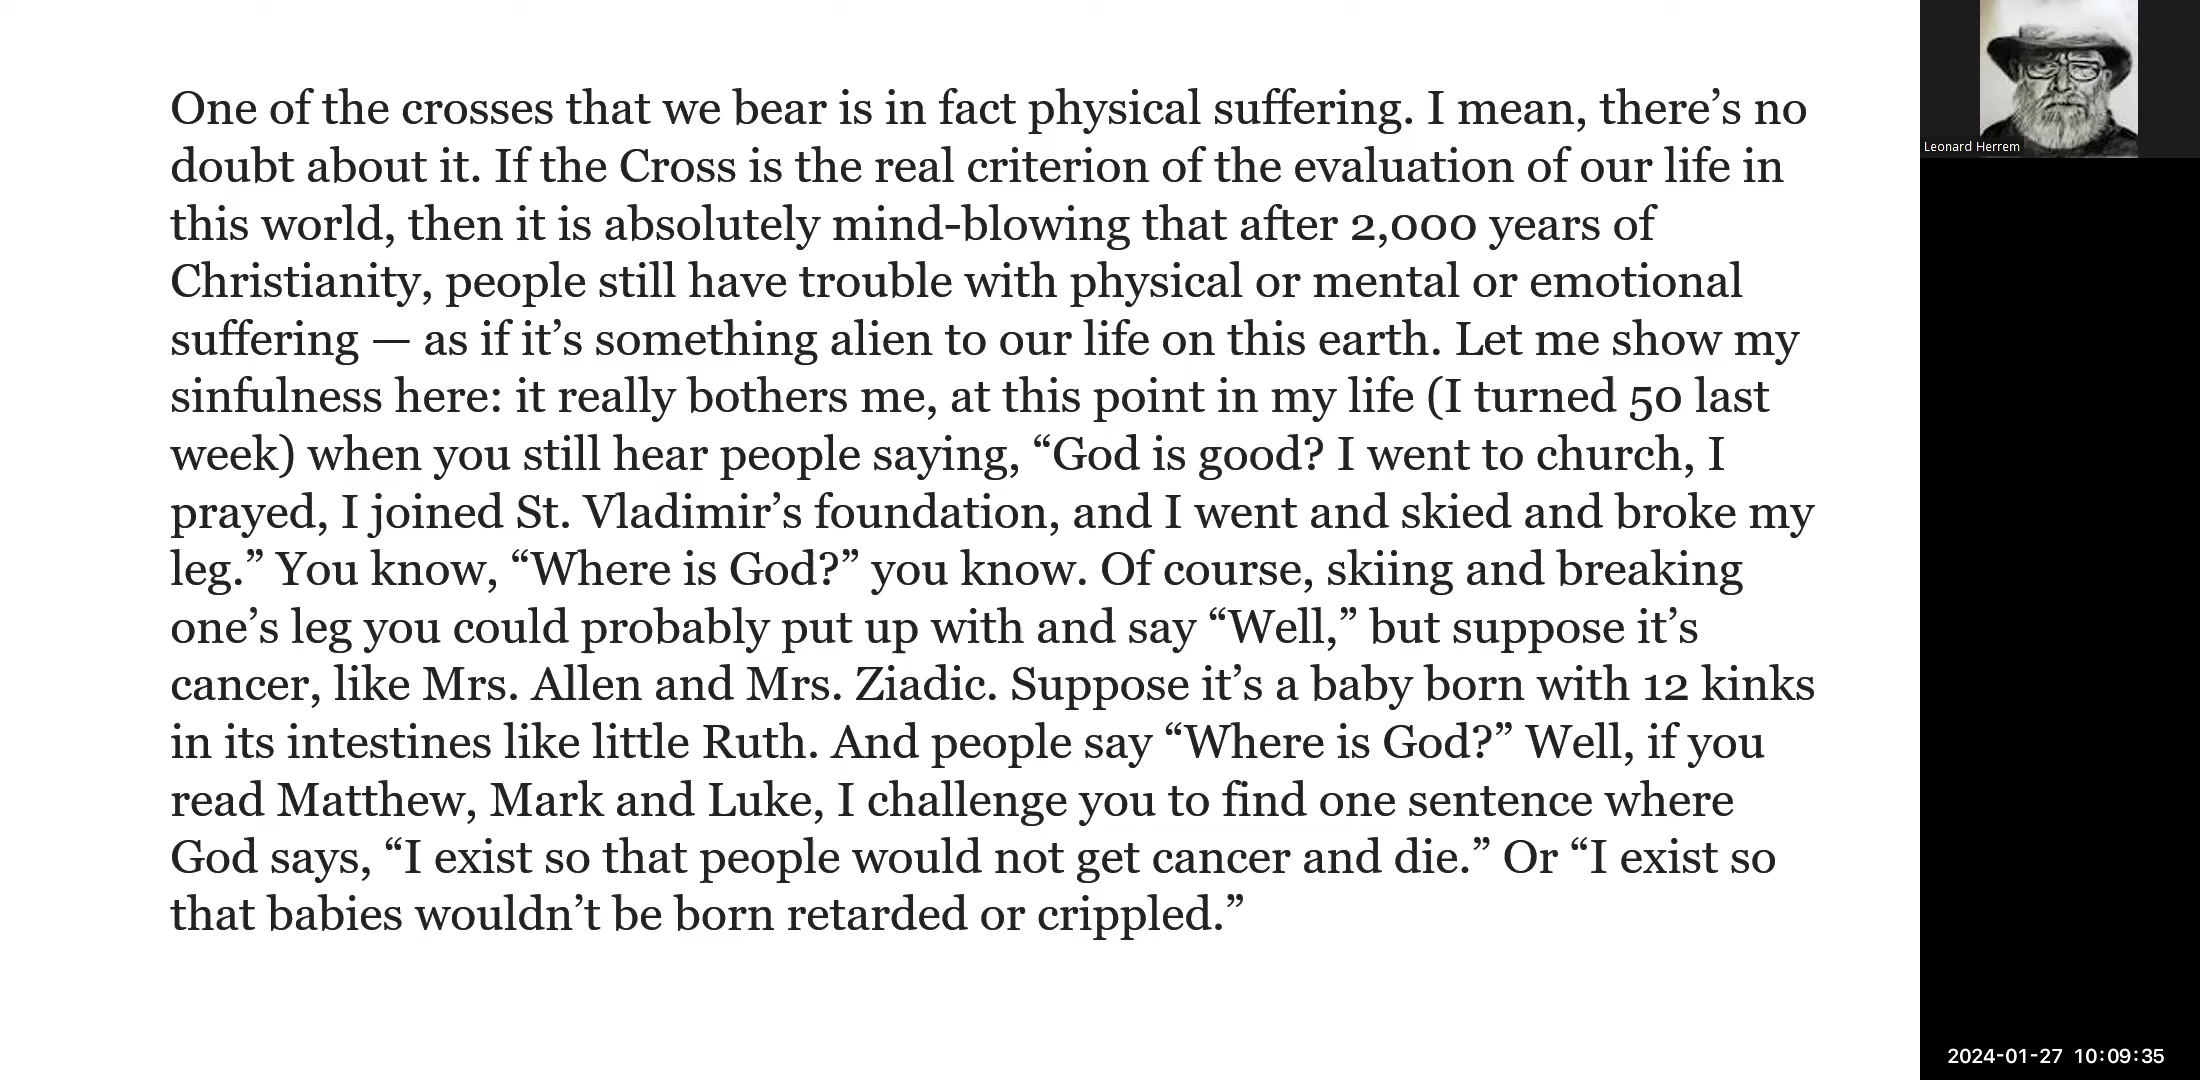 One of the crosses that we bear is in fact physical suffering. I mean, there’s no
doubt about it. If the Cross is the real criterion of the evaluation of our life in
this world, then it is absolutely mind-blowing that after 2,000 years of
Christianity, people still have trouble with physical or mental or emotional
suffering — as if it’s something alien to our life on this earth. Let me show my
sinfulness here: it really bothers me, at this point in my life (I turned 50 last
week) when you still hear people saying, “God is good? I went to church, I
prayed, I joined St. Vladimir’s foundation, and I went and skied and broke my
leg.” You know, “Where is God?” you know. Of course, skiing and breaking
one’s leg you could probably put up with and say “Well,” but suppose it’s
cancer, like Mrs. Allen and Mrs. Ziadic. Suppose it’s a baby born with 12 kinks
in its intestines like little Ruth. And people say “Where is God?” Well, if you
read Matthew, Mark and Luke, I challenge you to find one sentence where
God says, “I exist so that people would not get cancer and die.” Or “I exist so
that babies wouldn’t be born retarded or crippled.”
Leonard Herrem
2024-01-27 10:09:35